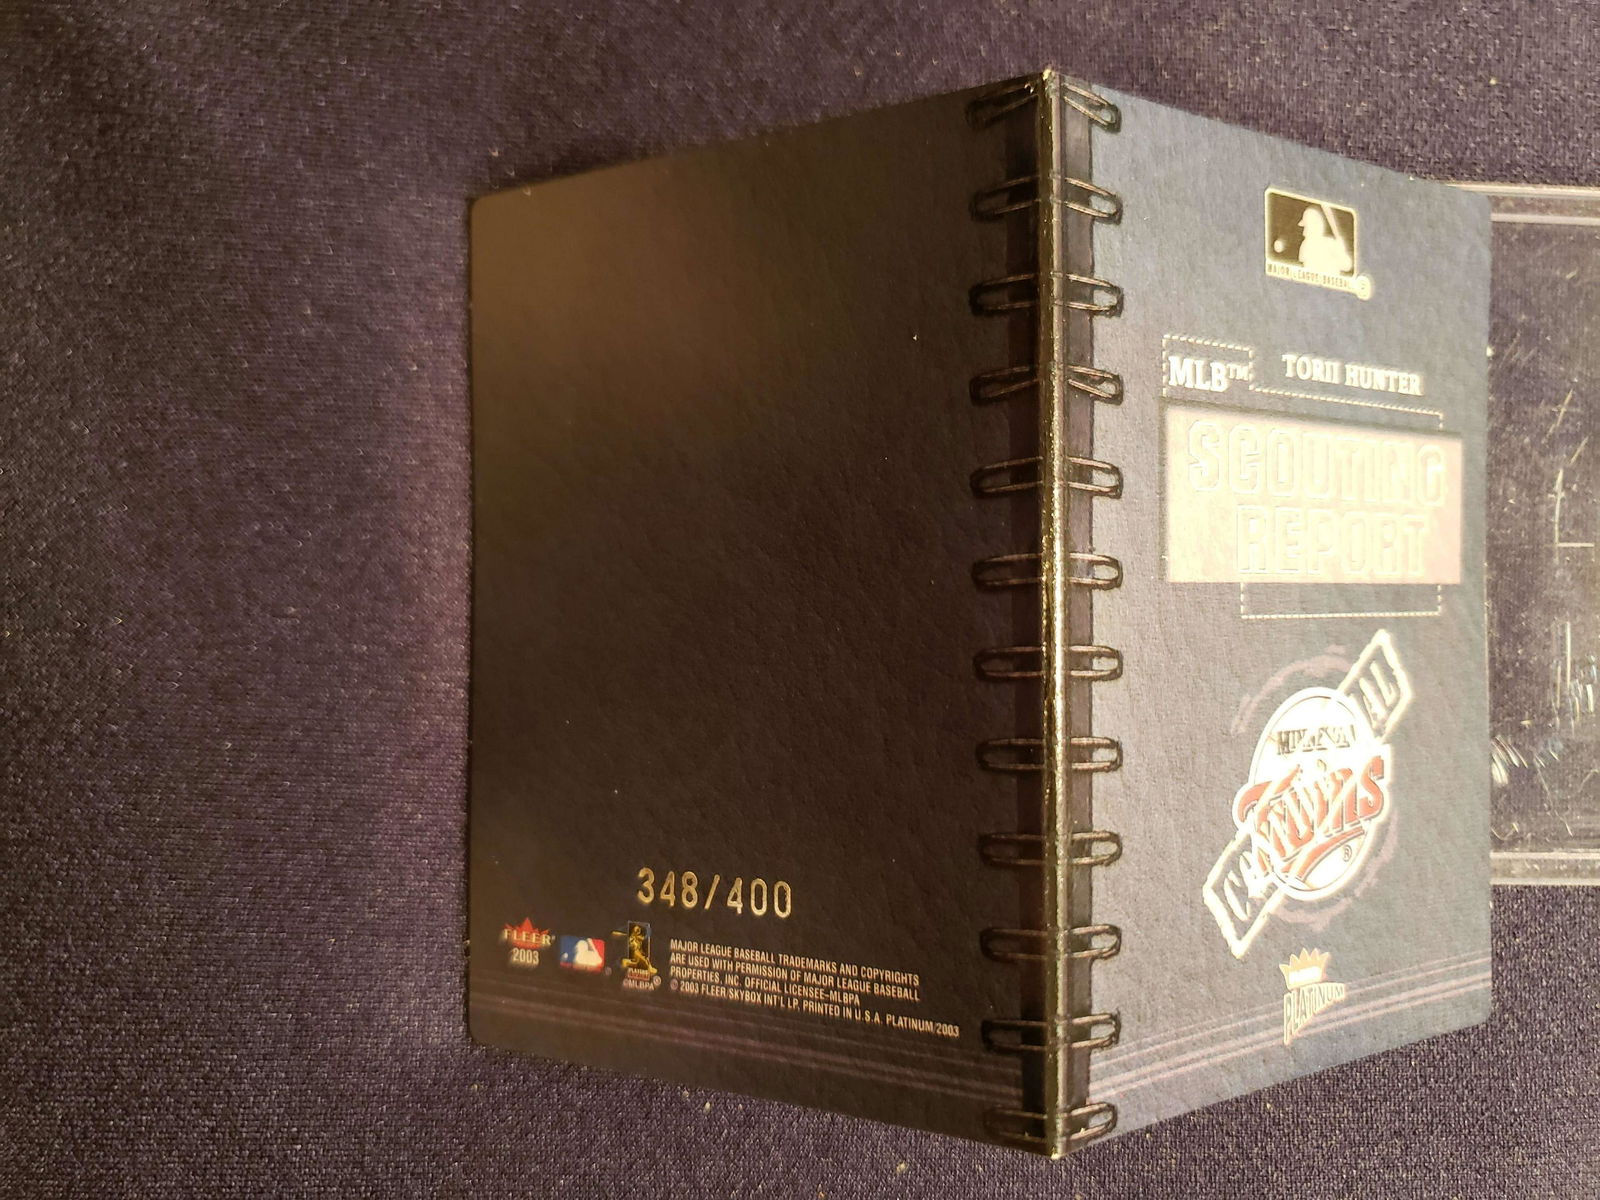 348/400
FLEER
2003
©MLBPA
MAJOR LEAGUE BASEBALL TRADEMARKS AND COPYRIGHTS
ARE USED WITH PERMISSION OF MAJOR LEAGUE BASEBALL
PROPERTIES, INC. OFFICIAL LICENSEE–MLBPA
© 2003 FLEER/SKYBOX INT'L LP. PRINTED IN U.S.A. PLATINUM/2003
MAJOR LEAGUE BASEBALL
MLB™ TORII HUNTER
SCOUTING
REPORT
AL
TWINS ®
PLATINUM